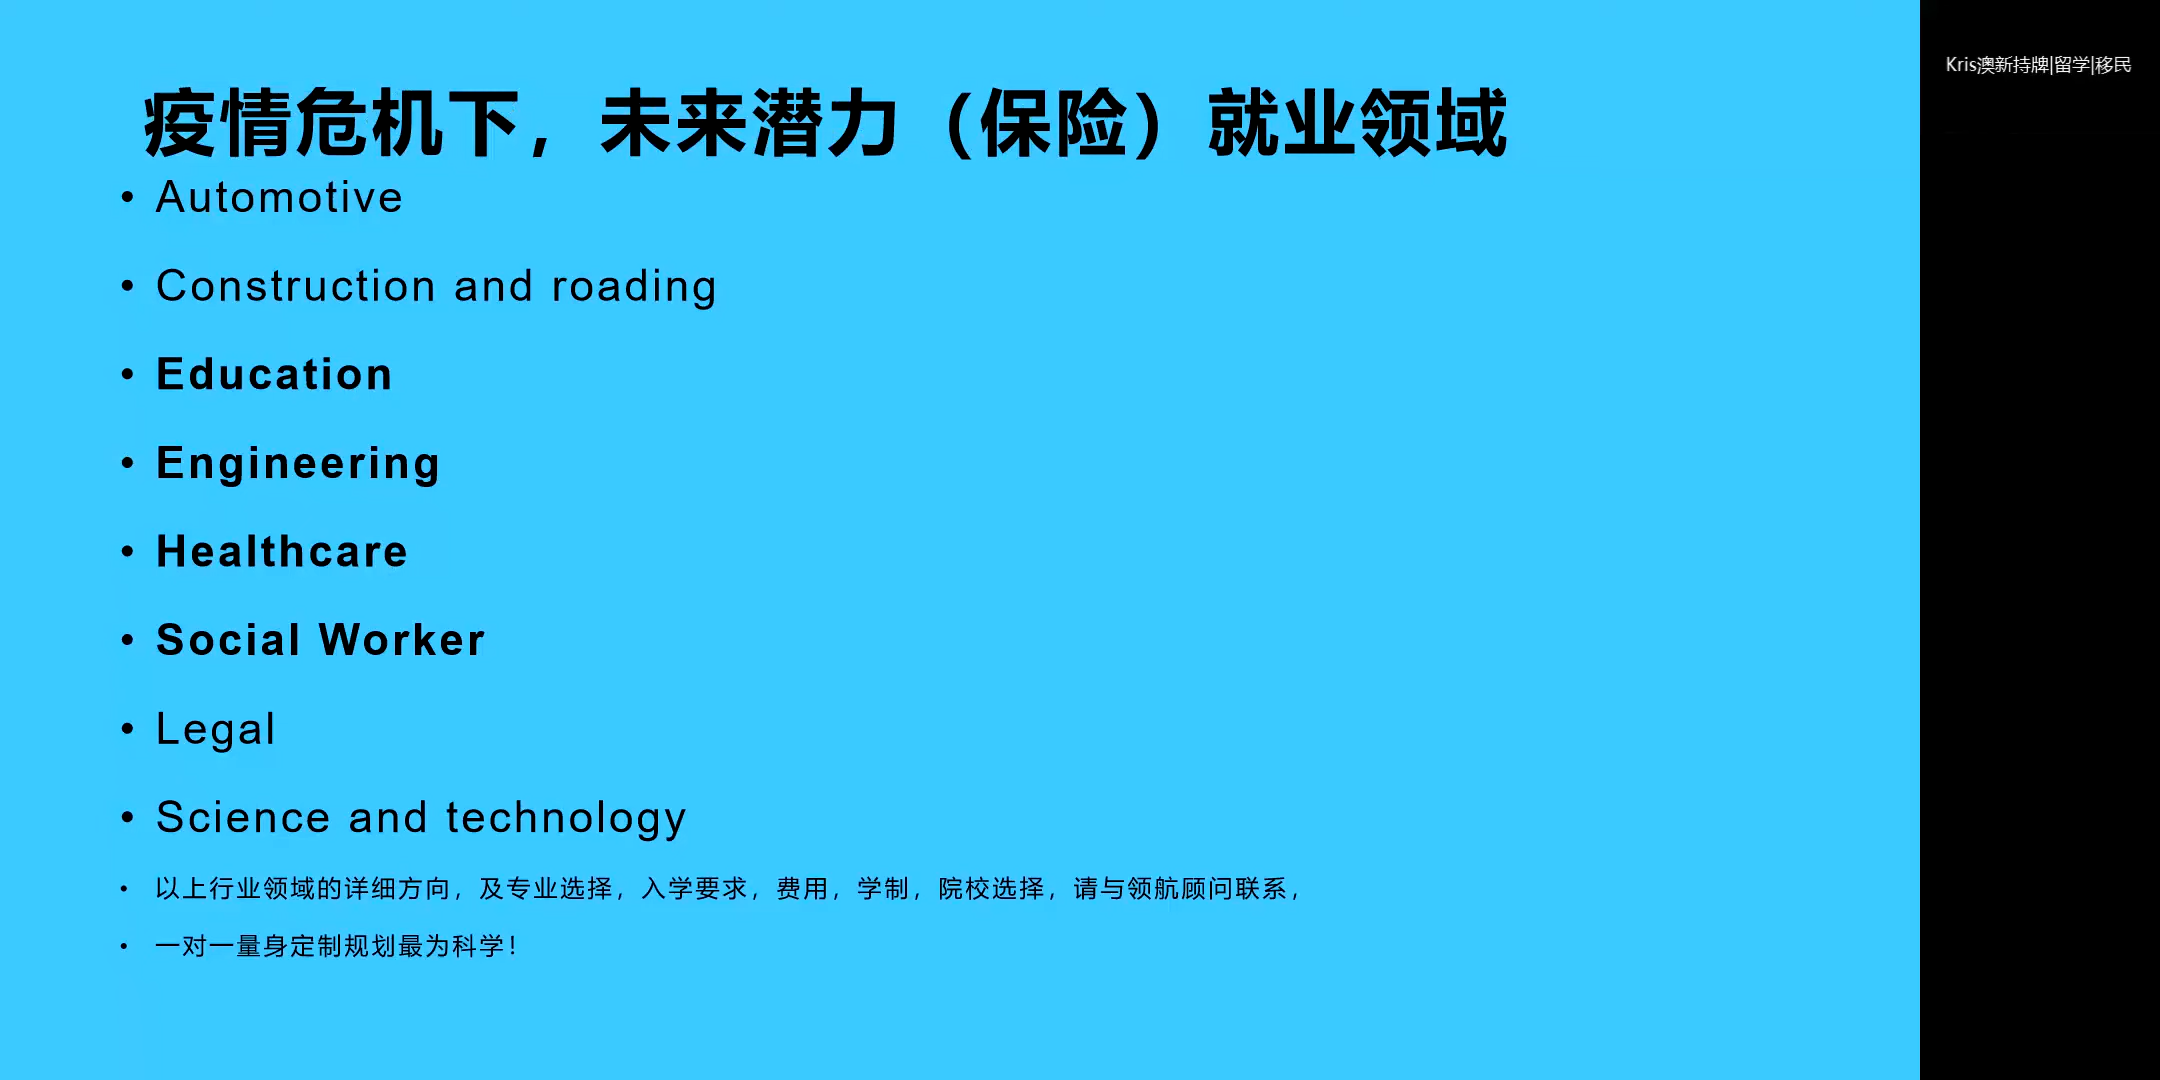 疫情危机下，未来潜力（保险）就业领域
• Automotive
• Construction and roading
• Education
• Engineering
• Healthcare
• Social Worker
• Legal
• Science and technology
• 以上行业领域的详细方向，及专业选择，入学要求，费用，学制，院校选择，请与领航顾问联系，
• 一对一量身定制规划最为科学！
Kris澳新持牌|留学|移民